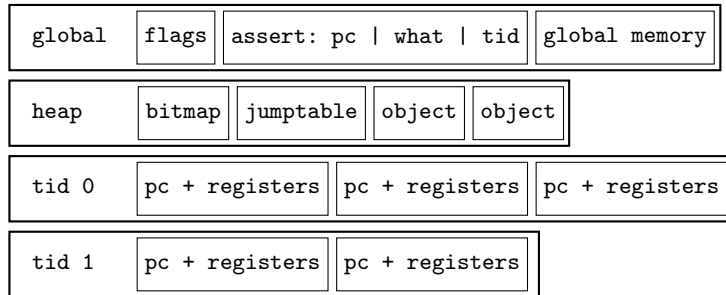 global flags assert: pc | what | tid global memory
heap bitmap jumptable object object
tid 0 pc + registers pc + registers pc + registers
tid 1 pc + registers pc + registers